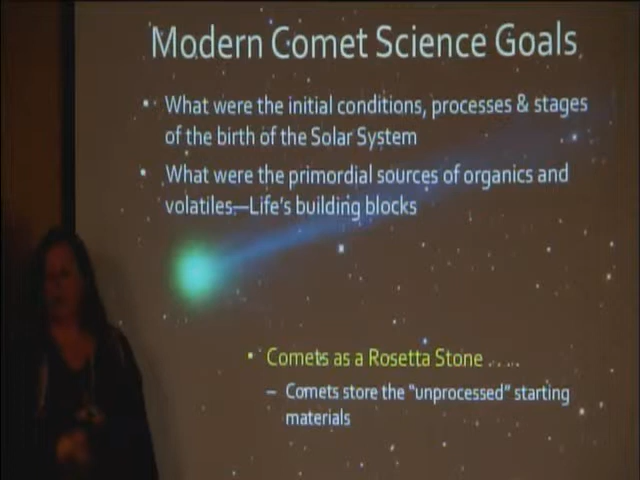 Modern Comet Science Goals
• What were the initial conditions, processes & stages
of the birth of the Solar System
• What were the primordial sources of organics and
volatiles—Life's building blocks
• Comets as a Rosetta Stone . . . .
– Comets store the "unprocessed" starting
materials